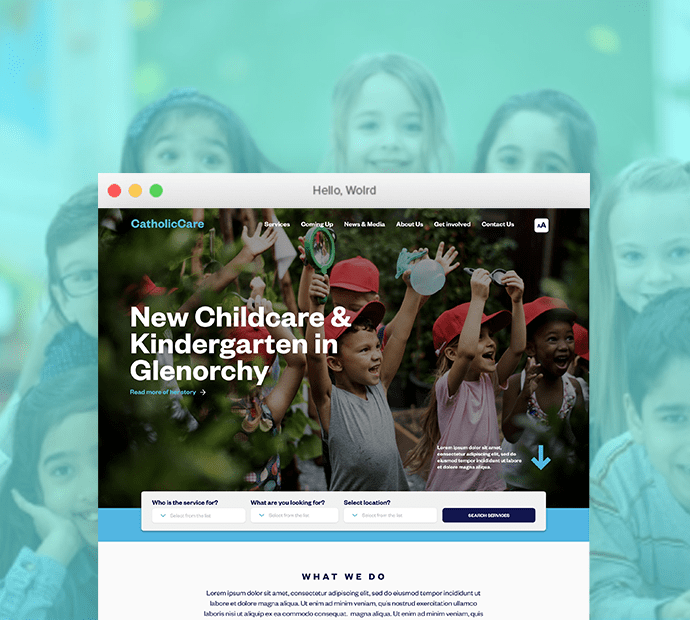 Hello, Wolrd
CatholicCare
Services Coming Up News & Media About Us Get involved Contact Us AA
New Childcare &
Kindergarten in
Glenorchy
Read more of her story
Lorem ipsum dolor sit amet,
consectetur adipiscing elit, sed do
eiusmod tempor incididunt ut labore
et dolore magna aliqua.
Who is the service for? What are you looking for? Select location?
Select from the list Select from the list Select from the list SEARCH SERVICES
WHAT WE DO
Lorem ipsum dolor sit amet, consectetur adipiscing elit, sed do eiusmod tempor incididunt ut
labore et dolore magna aliqua. Ut enim ad minim veniam, quis nostrud exercitation ullamco
laboris nisi ut aliquip ex ea commodo consequat. magna aliqua. Ut enim ad minim veniam, quis